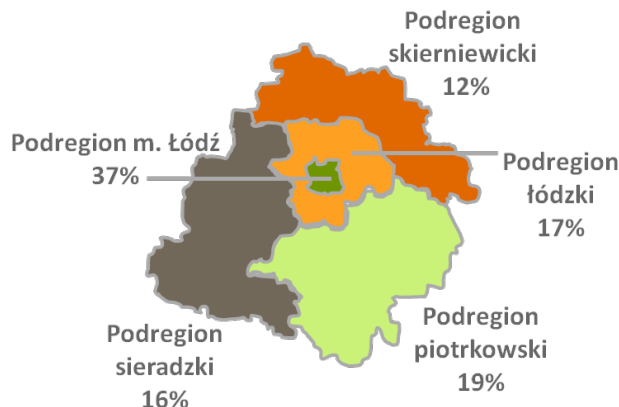 Podregion
skierniewicki
12%
Podregion m. Łódź
37%
Podregion
łódzki
17%
Podregion
sieradzki
16%
Podregion
piotrkowski
19%